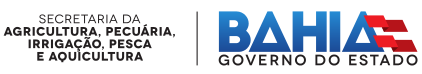 SECRETARIA DA
AGRICULTURA, PECUÁRIA,
IRRIGAÇÃO, PESCA
E AQUICULTURA
BAHIA
GOVERNO DO ESTADO